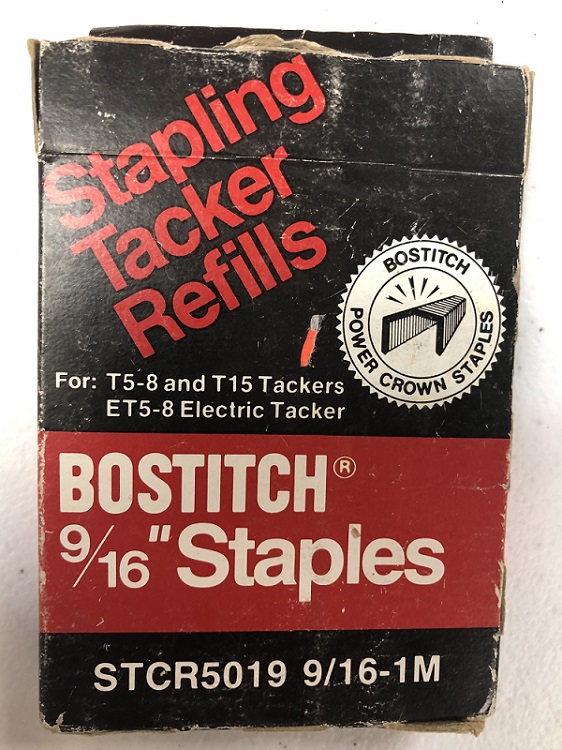 Stapling
Tacker
Refills
BOSTITCH
POWER CROWN STAPLES
For: T5-8 and T15 Tackers
ET5-8 Electric Tacker
BOSTITCH®
9/16" Staples
STCR5019 9/16-1M